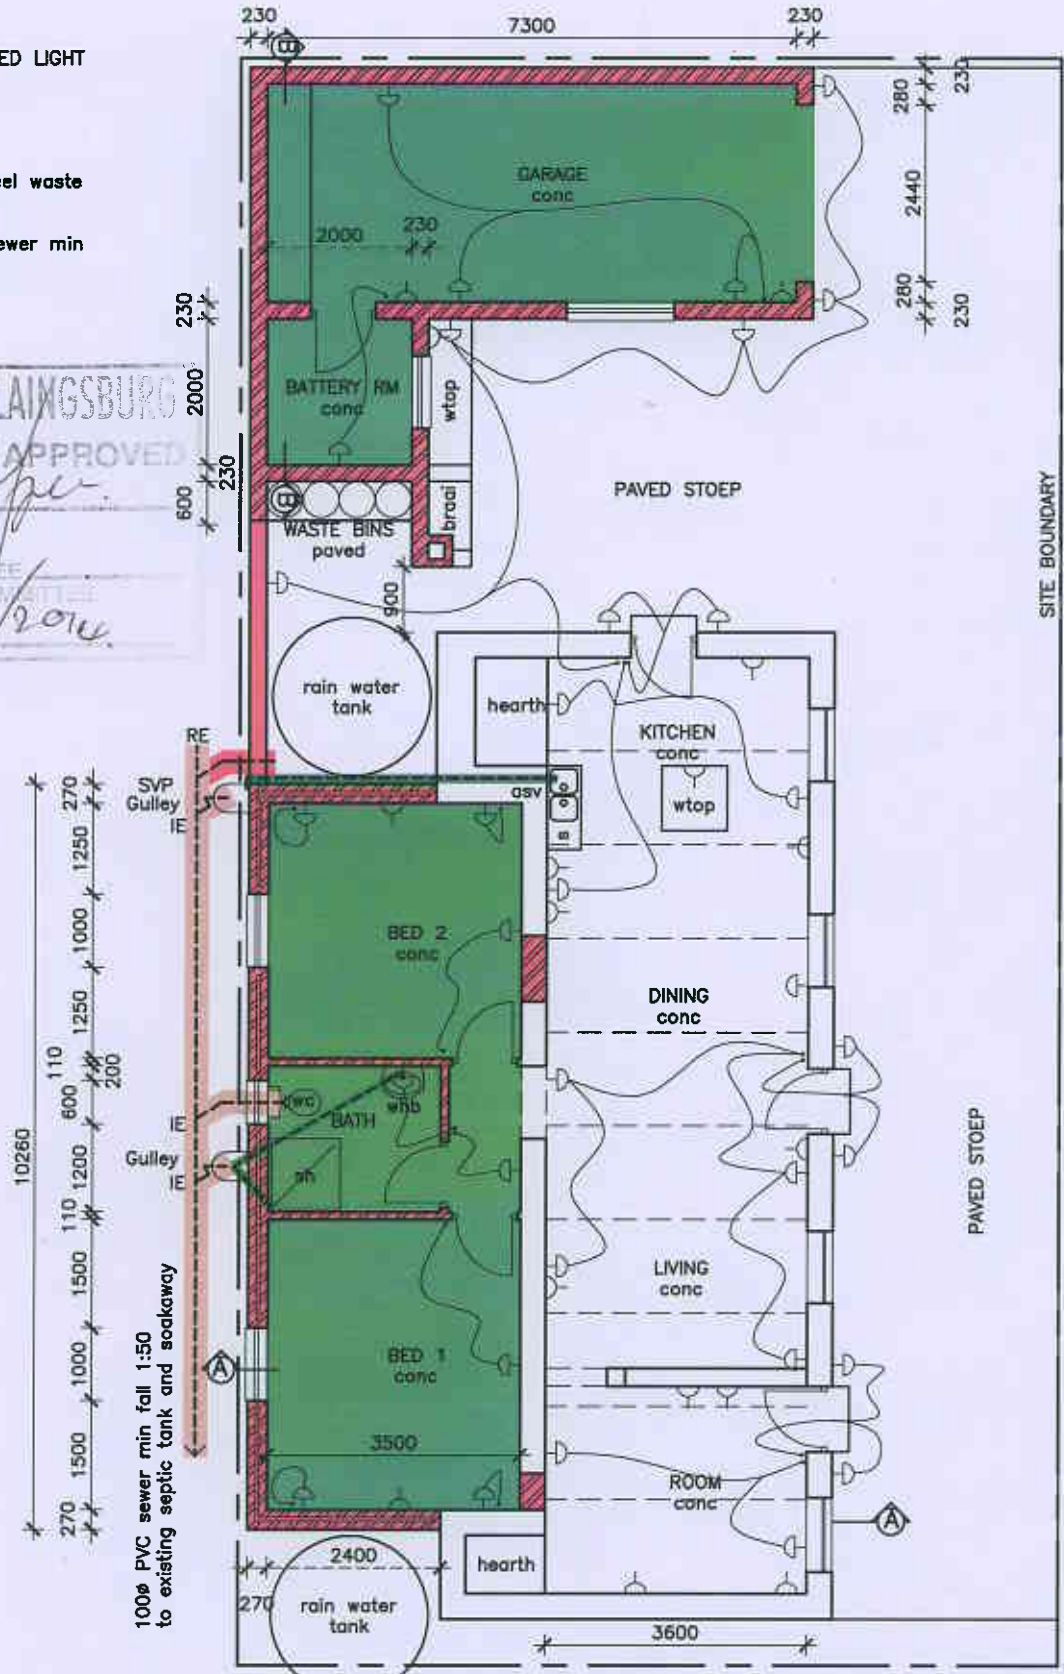 230
7300
230
ED LIGHT
B
280
230
el waste
GARAGE
conc
2440
ewer min
2000
230
230
280
230
LAINGSBURG
2000
BATTERY RM
conc
wtop
APPROVED
230
600
B
braai
PAVED STOEP
WASTE BINS
paved
SITE BOUNDARY
900
/2014.
rain water
tank
hearth
KITCHEN
conc
RE
SVP
Gulley
IE
270
asv
s
wtop
1250
1000
BED 2
conc
DINING
conc
1250
110
200
600
wc
whb
BATH
IE
Gulley
IE
1200
sh
10260
PAVED STOEP
110
1500
LIVING
conc
100ø PVC sewer min fall 1:50
to existing septic tank and soakaway
1000
A
BED 1
conc
3500
1500
ROOM
conc
A
270
2400
hearth
270
rain water
tank
3600